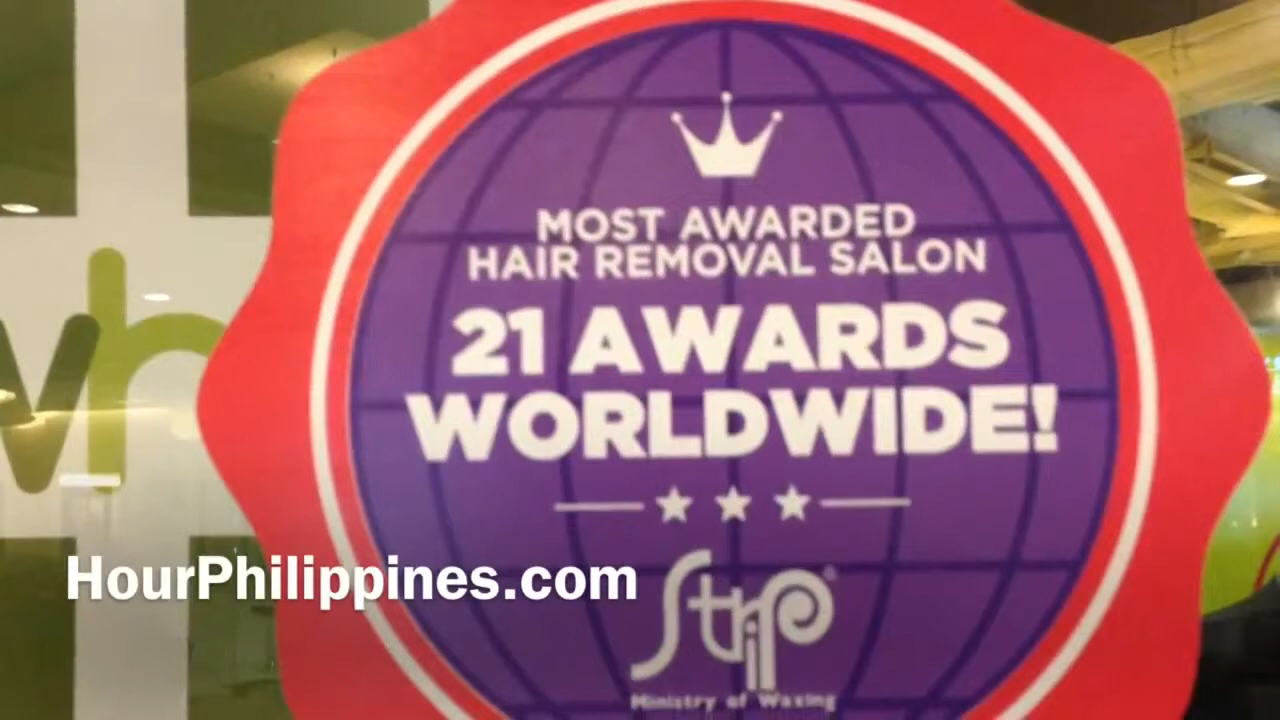 MOST AWARDED
HAIR REMOVAL SALON
21 AWARDS
WORLDWIDE!
HourPhilippines.com
Strip
Ministry of Waxing